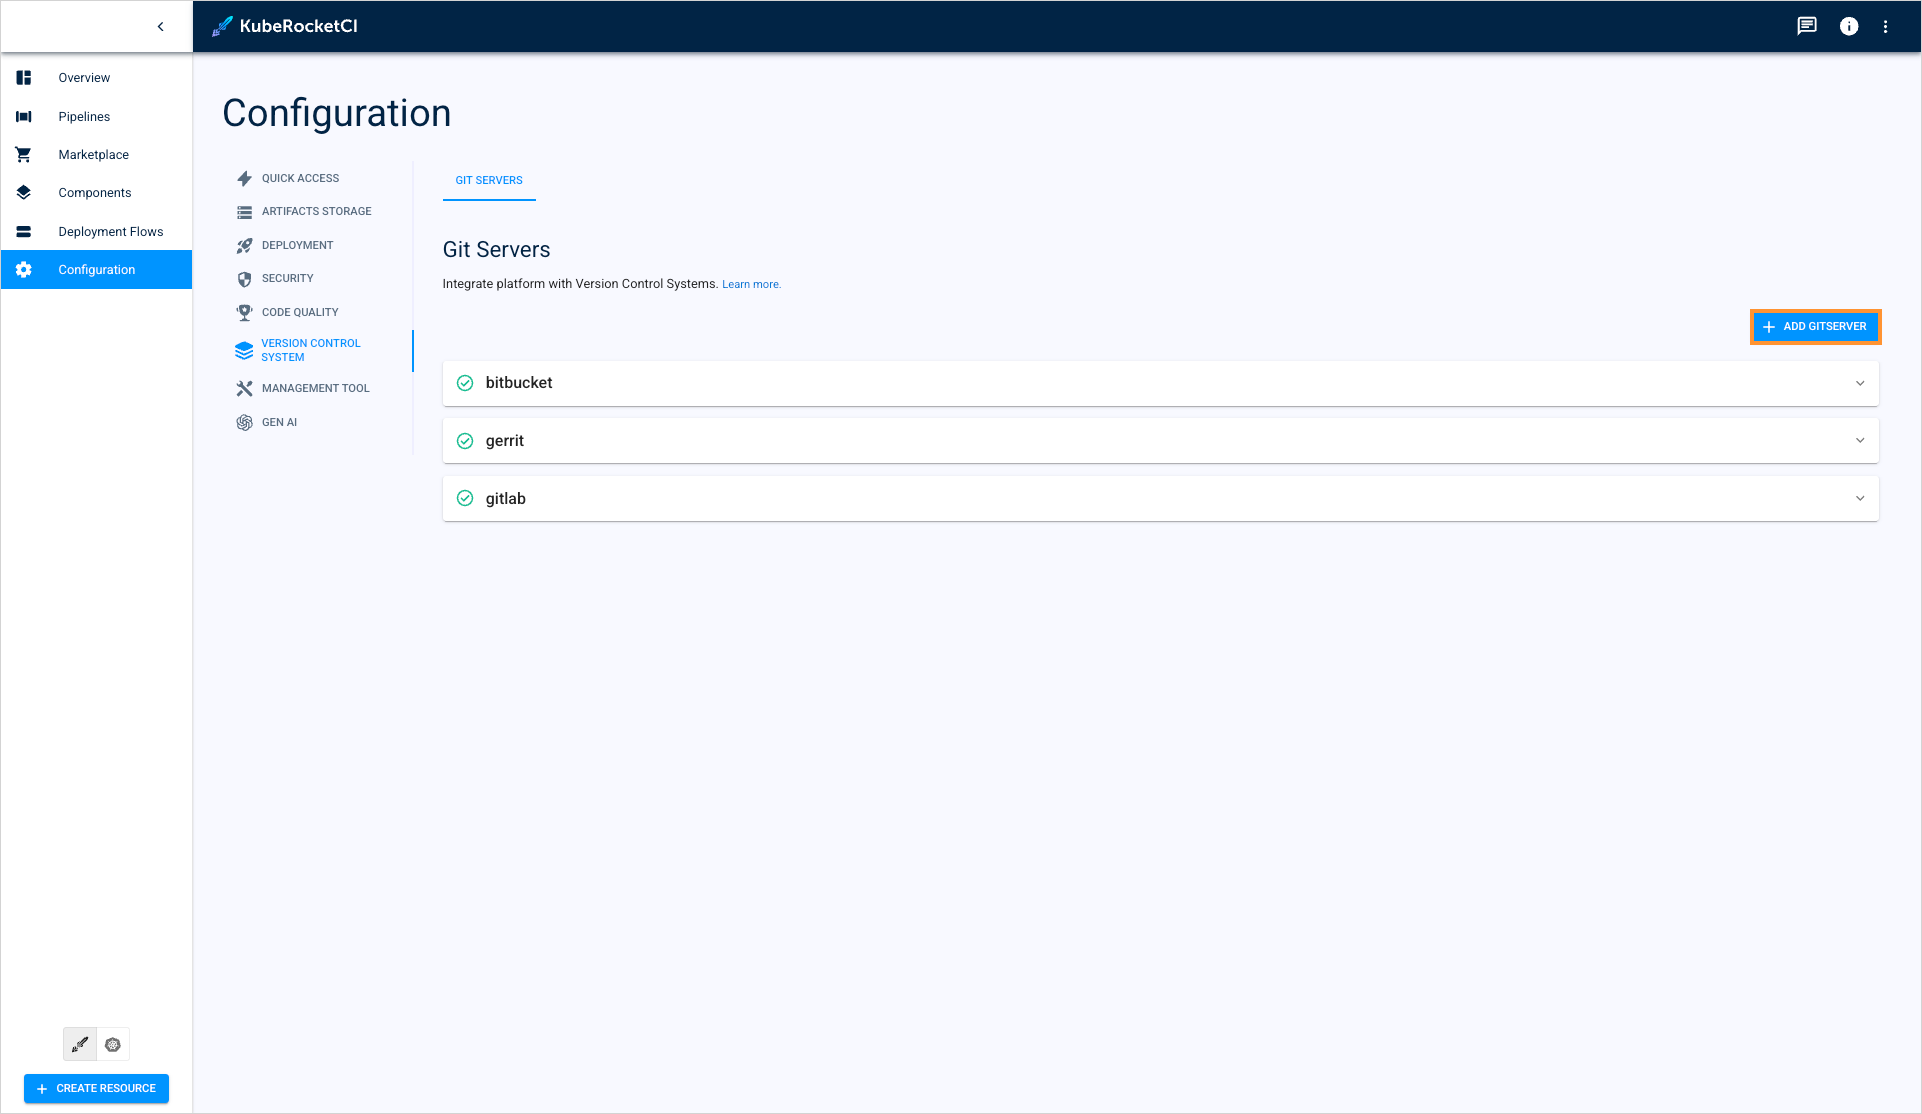 KubeRocketCI
Overview
Pipelines
Marketplace
Components
Deployment Flows
Configuration
CREATE RESOURCE
Configuration
QUICK ACCESS
ARTIFACTS STORAGE
DEPLOYMENT
SECURITY
CODE QUALITY
VERSION CONTROL
SYSTEM
MANAGEMENT TOOL
GEN AI
GIT SERVERS
Git Servers
Integrate platform with Version Control Systems. Learn more.
ADD GITSERVER
bitbucket
gerrit
gitlab